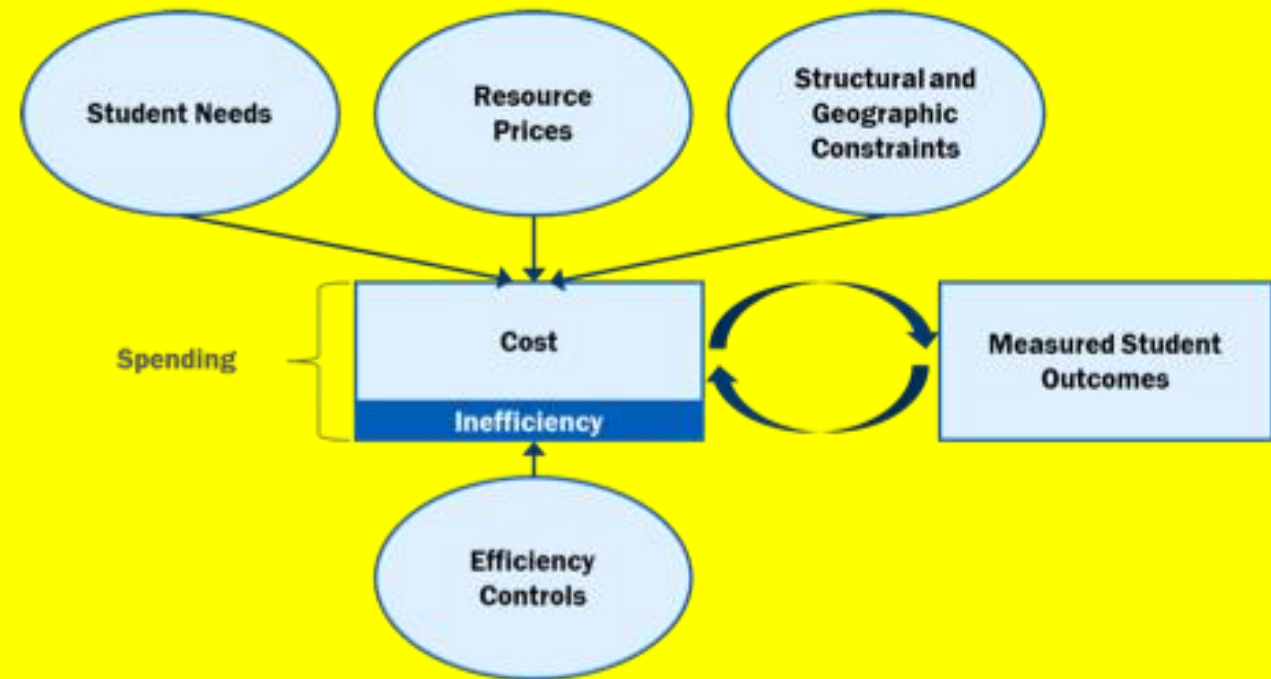 Student Needs
Resource
Prices
Structural and
Geographic
Constraints
Spending
Cost
Inefficiency
Measured Student
Outcomes
Efficiency
Controls